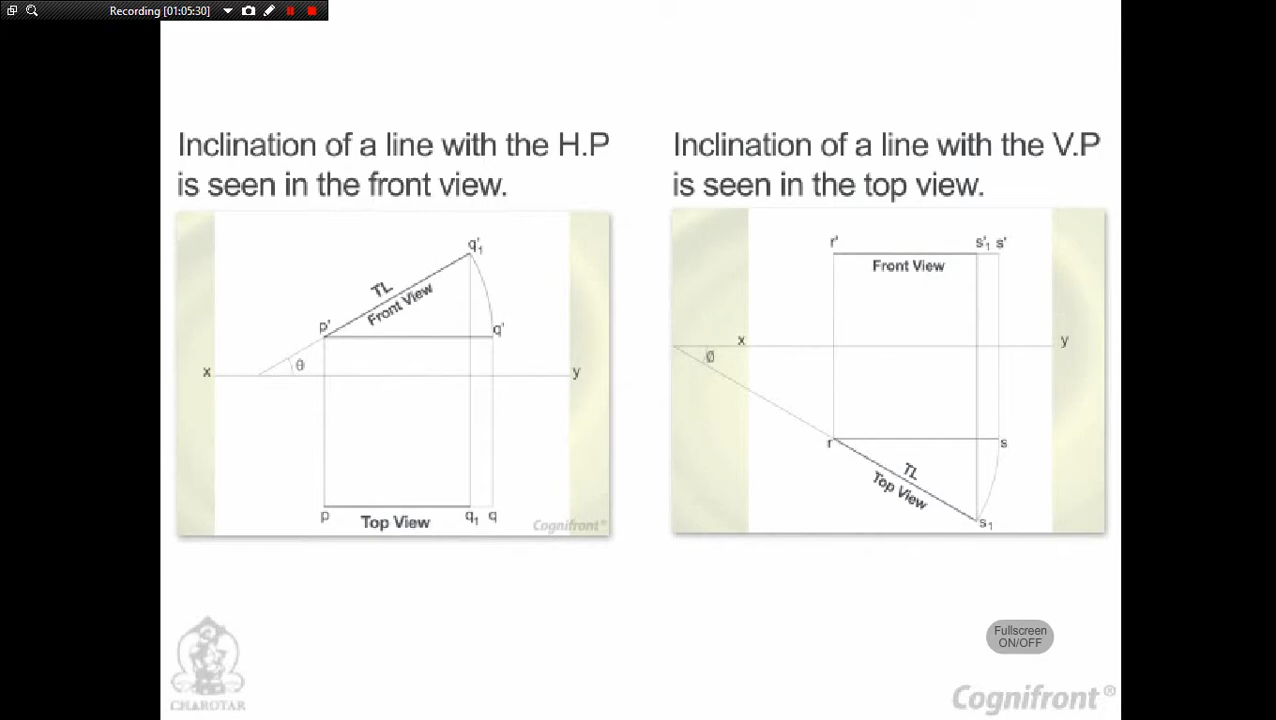 Recording [01:05:30]
Inclination of a line with the H.P
is seen in the front view.
Inclination of a line with the V.P
is seen in the top view.
q'1
TL
Front View
p'
q'
θ
x
y
p
Top View
q1
q
Cognifront®
r'
s'1
s'
Front View
x
y
Ø
r
s
TL
Top View
s1
Fullscreen
ON/OFF
CHAROTAR
Cognifront®